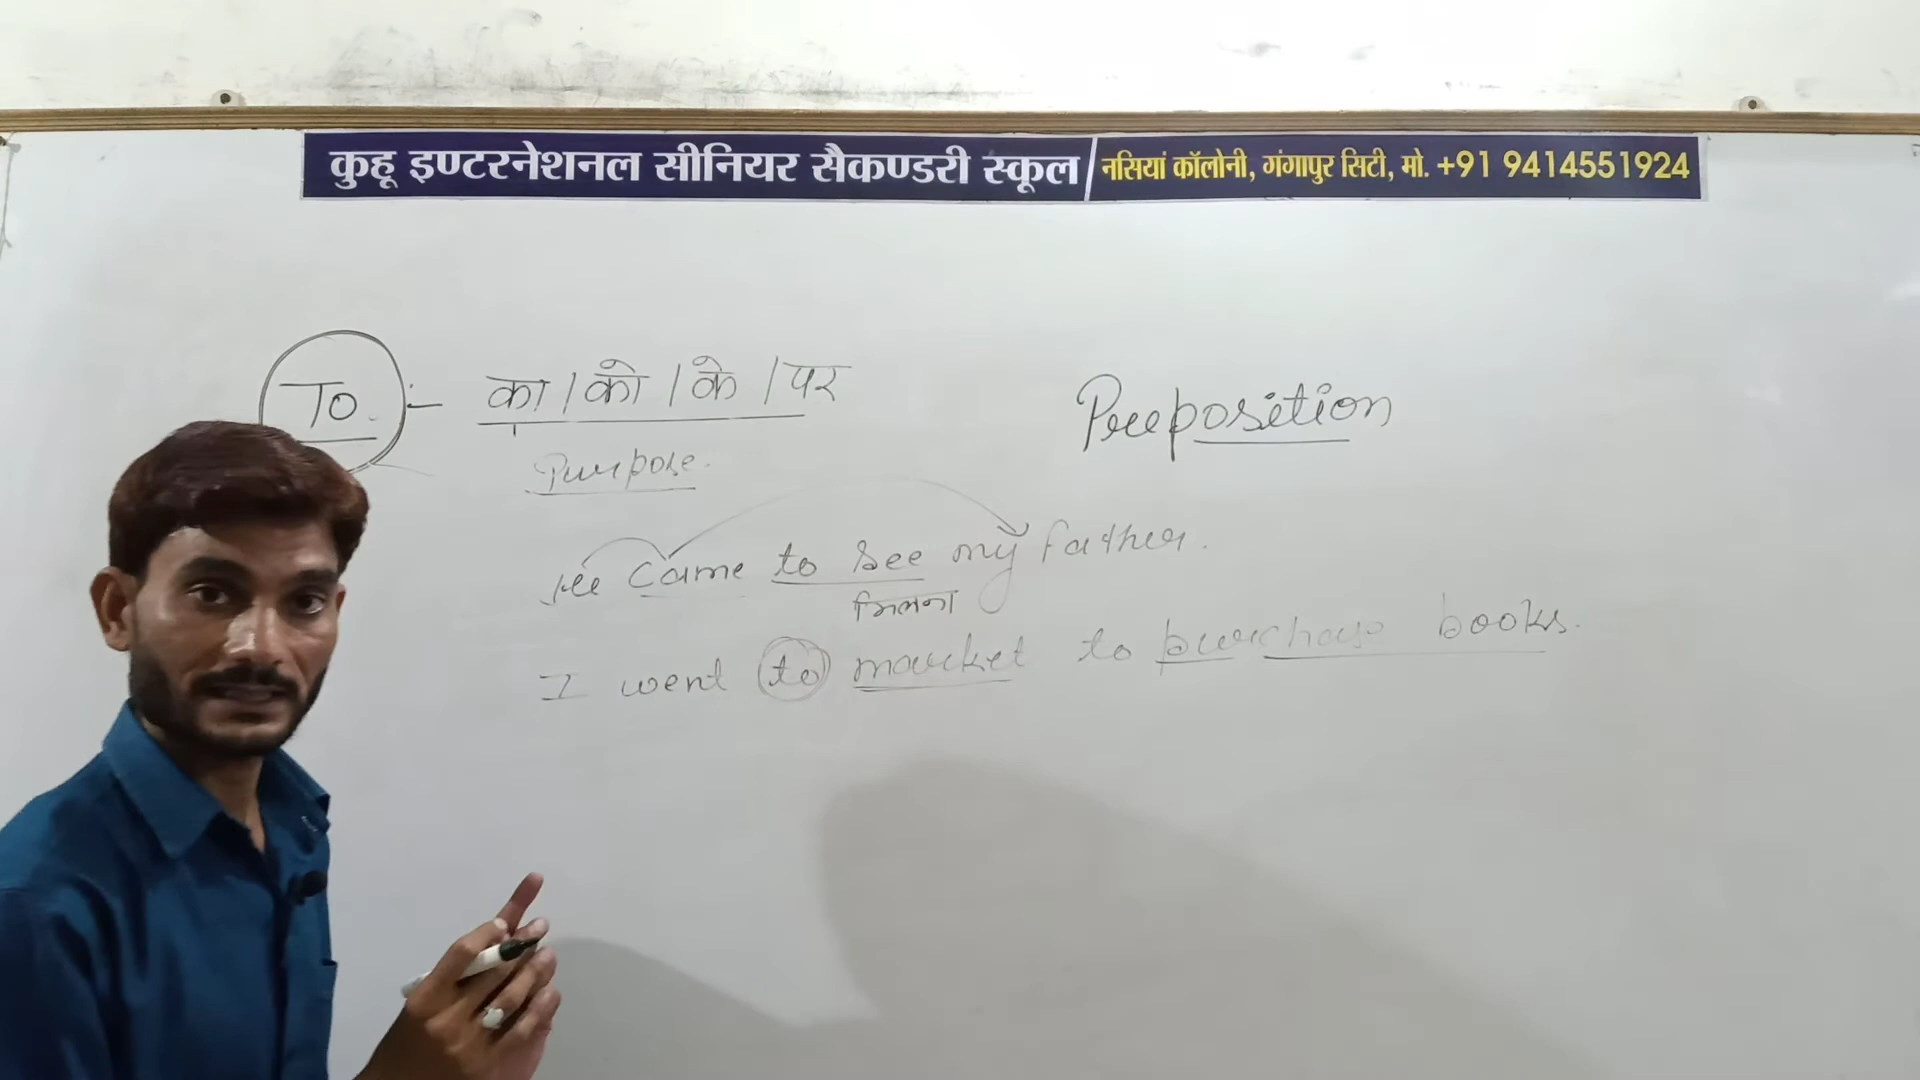 कुहू इण्टरनेशनल सीनियर सैकण्डरी स्कूल नसियां कॉलोनी, गंगापुर सिटी, मो. +91 9414551924
To :- का / को / के / पर
Preposition
Purpose.
He came to see my father.
मिलना
I went to market to purchase books.